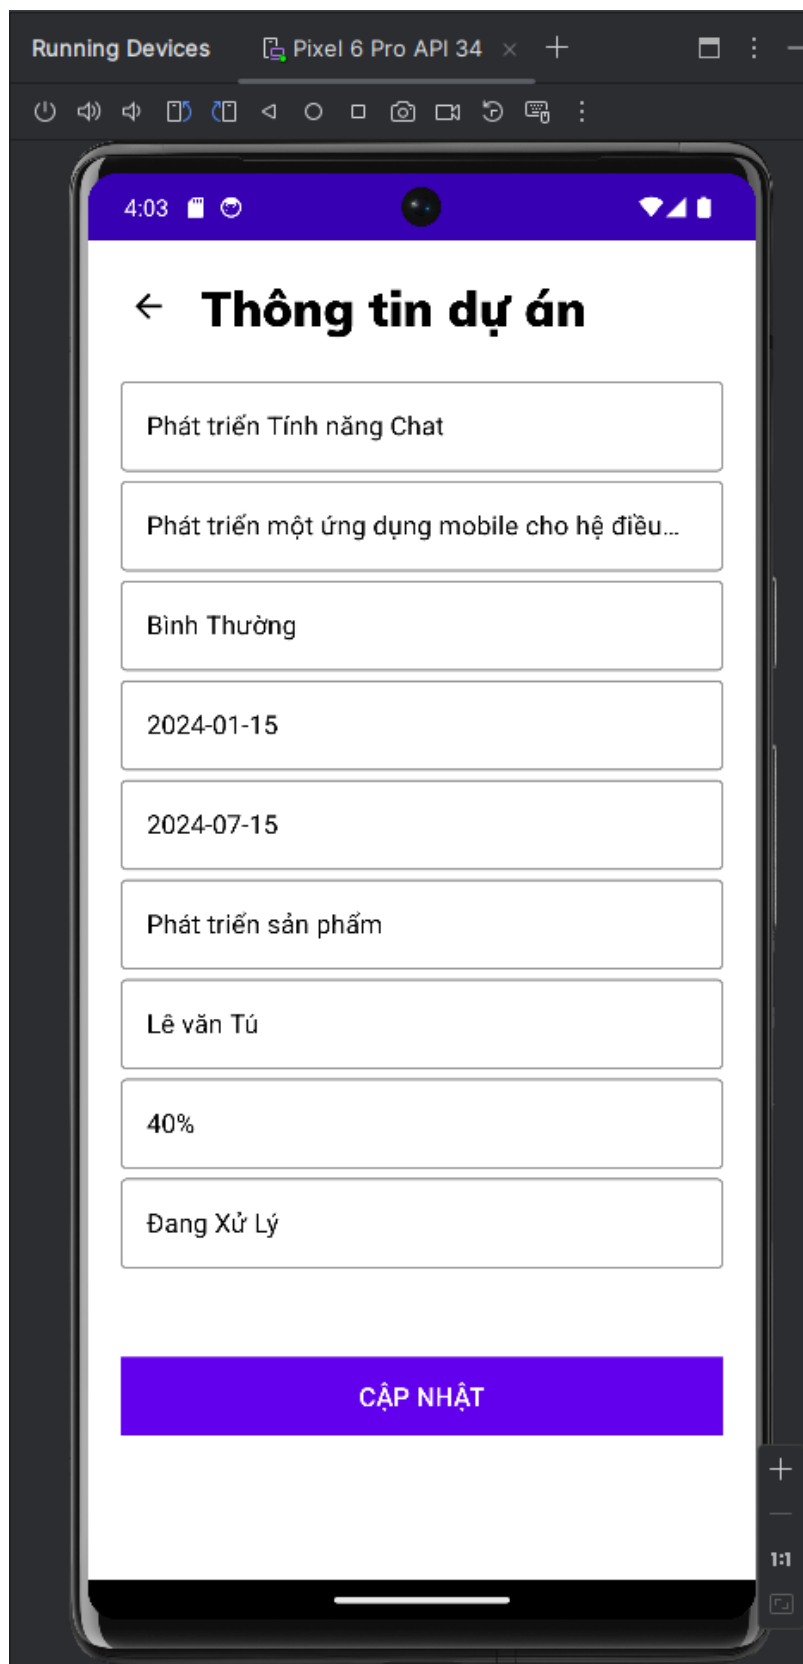 Running Devices Pixel 6 Pro API 34
4:03
Thông tin dự án
Phát triển Tính năng Chat
Phát triển một ứng dụng mobile cho hệ điều...
Bình Thường
2024-01-15
2024-07-15
Phát triển sản phẩm
Lê văn Tú
40%
Đang Xử Lý
CẬP NHẬT
1:1